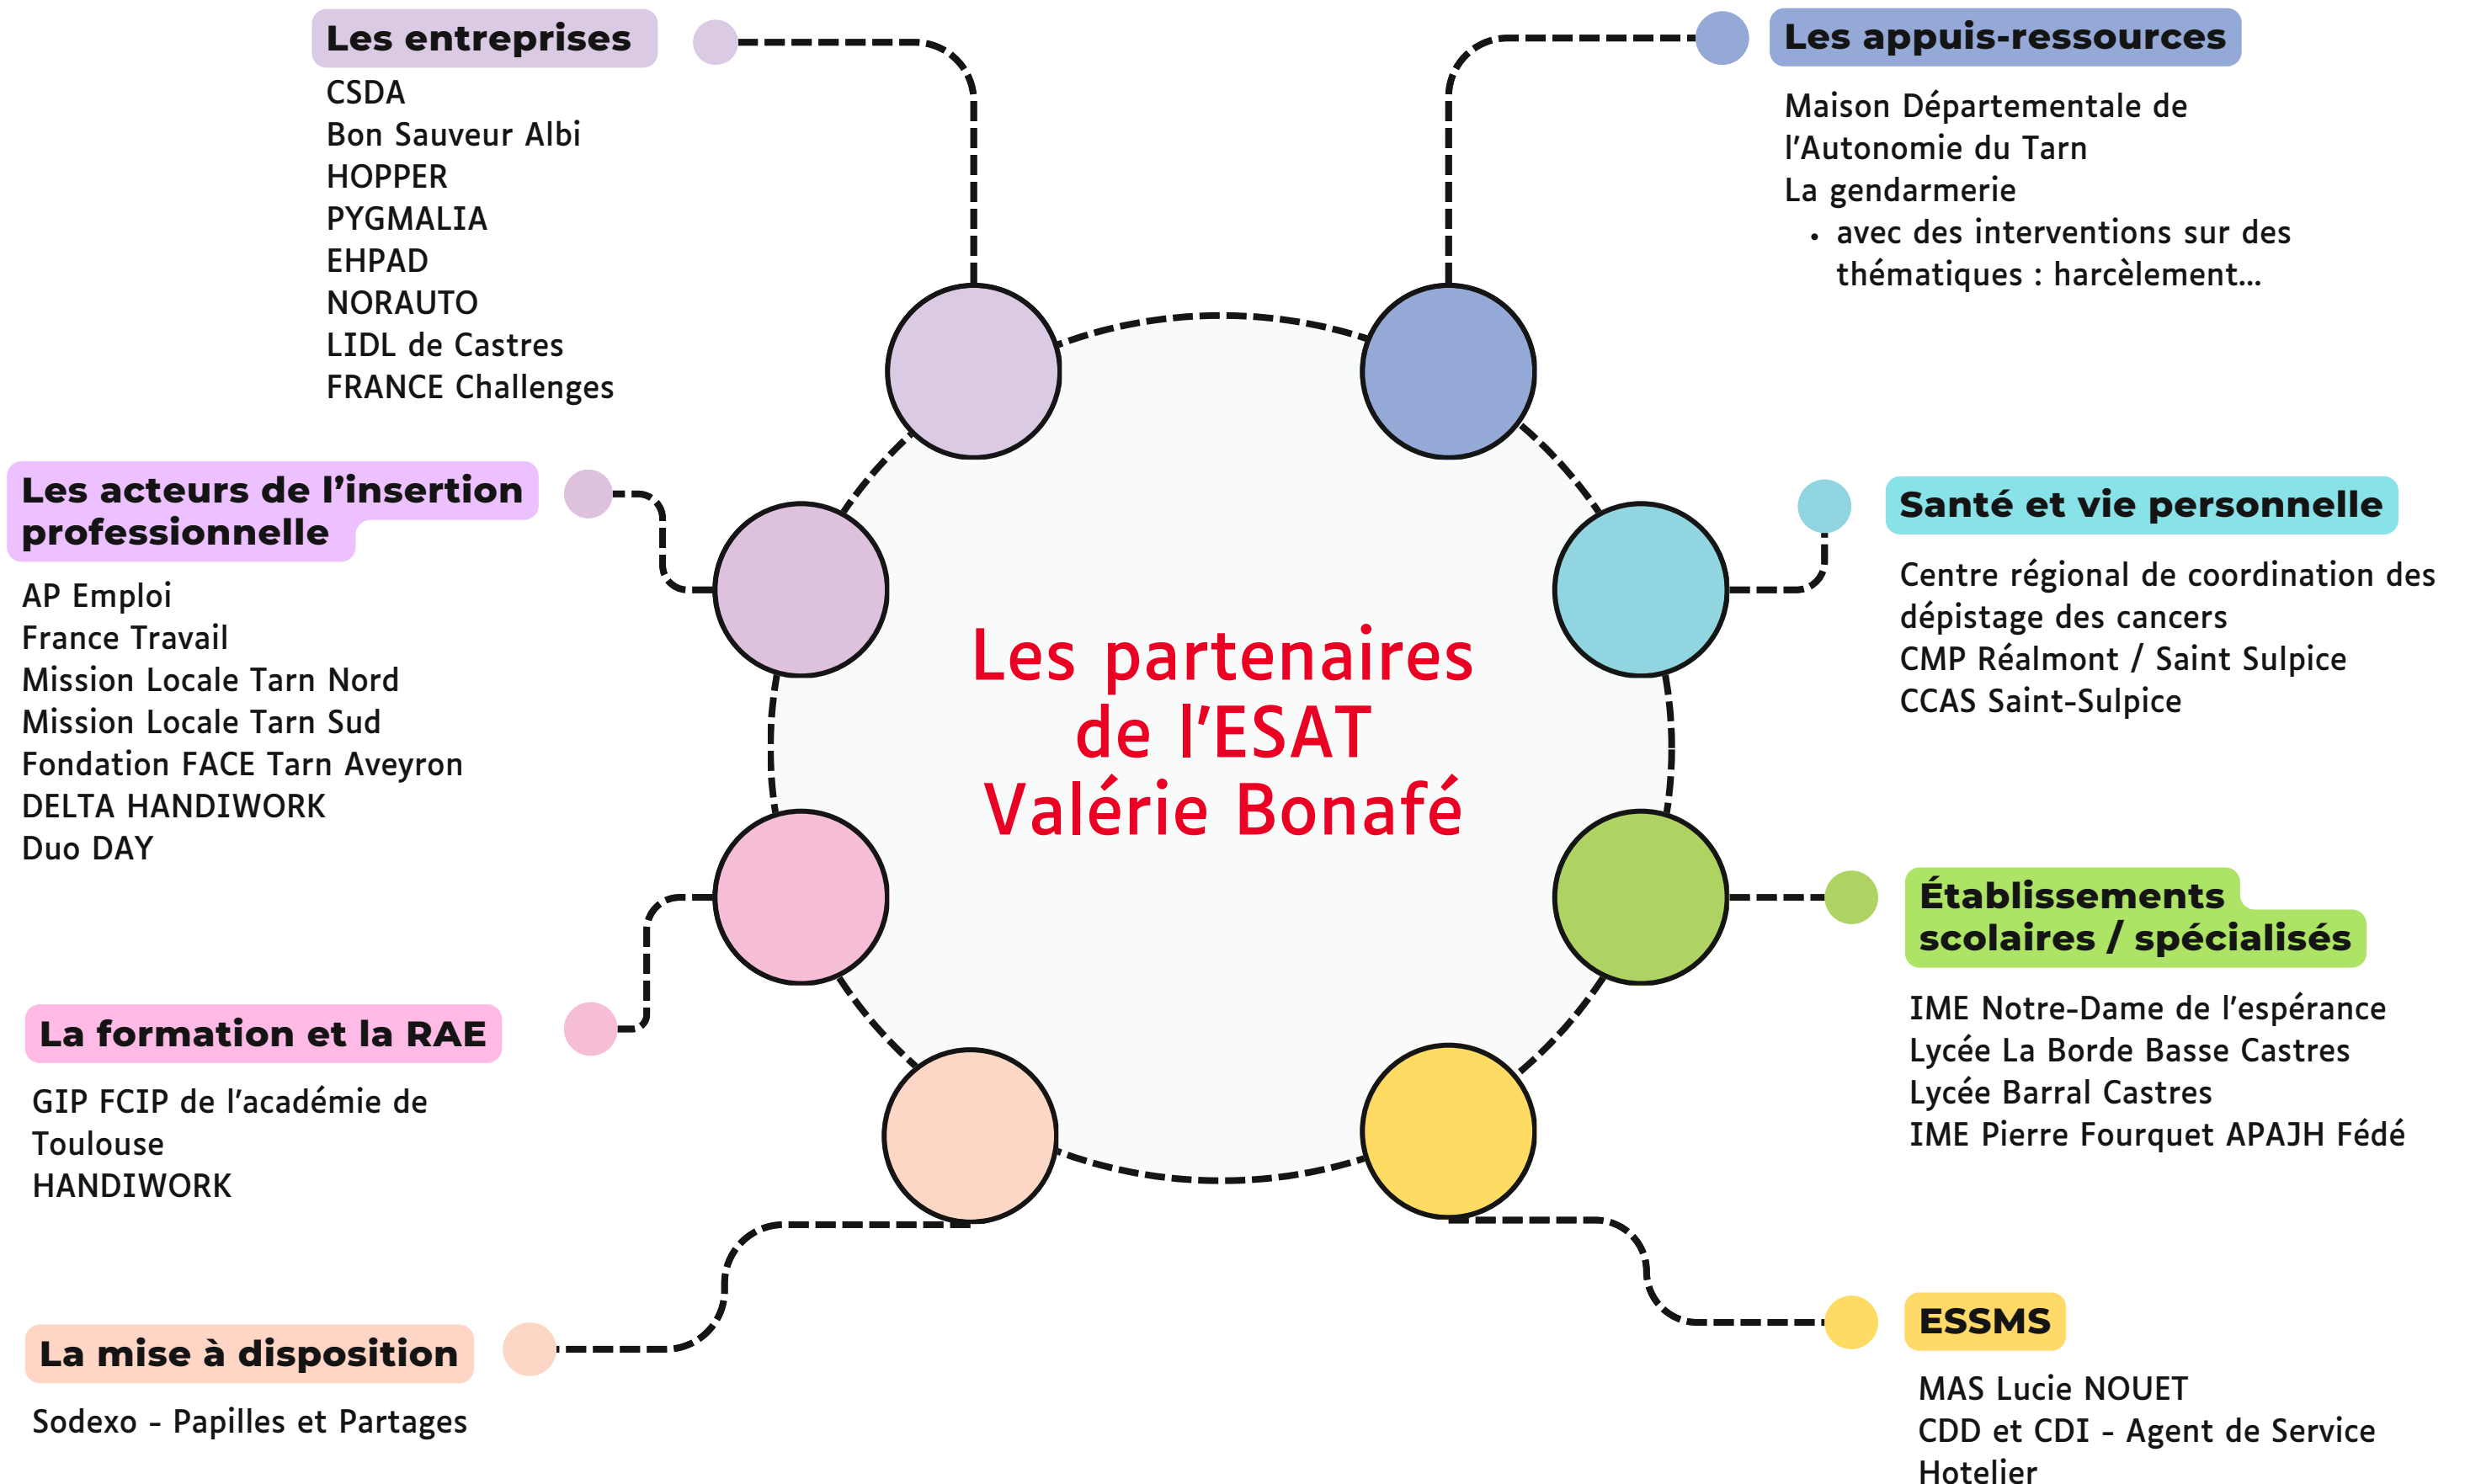 Les entreprises
CSDA
Bon Sauveur Albi
HOPPER
PYGMALIA
EHPAD
NORAUTO
LIDL de Castres
FRANCE Challenges
Les appuis-ressources
Maison Départementale de
l'Autonomie du Tarn
La gendarmerie
• avec des interventions sur des
thématiques : harcèlement...
Les acteurs de l'insertion
professionnelle
AP Emploi
France Travail
Mission Locale Tarn Nord
Mission Locale Tarn Sud
Fondation FACE Tarn Aveyron
DELTA HANDIWORK
Duo DAY
Santé et vie personnelle
Centre régional de coordination des
dépistage des cancers
CMP Réalmont / Saint Sulpice
CCAS Saint-Sulpice
Les partenaires
de l'ESAT
Valérie Bonafé
La formation et la RAE
GIP FCIP de l'académie de
Toulouse
HANDIWORK
Établissements
scolaires / spécialisés
IME Notre-Dame de l'espérance
Lycée La Borde Basse Castres
Lycée Barral Castres
IME Pierre Fourquet APAJH Fédé
La mise à disposition
Sodexo - Papilles et Partages
ESSMS
MAS Lucie NOUET
CDD et CDI - Agent de Service
Hotelier